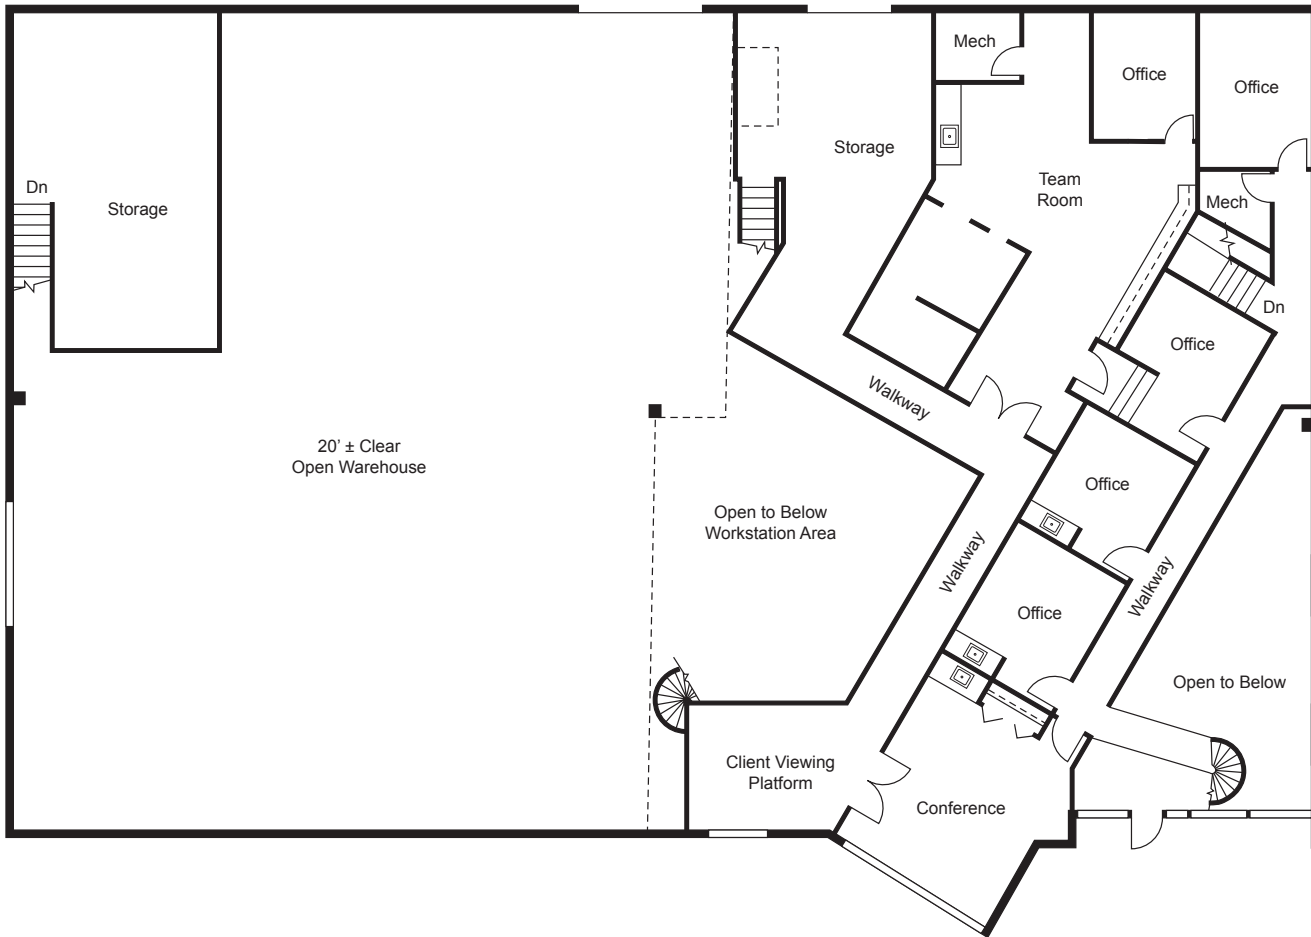 Mech
Office
Office
Storage
Team
Room
Dn
Storage
Mech
Dn
Office
Walkway
20' ± Clear
Open Warehouse
Office
Open to Below
Workstation Area
Walkway
Walkway
Office
Open to Below
Client Viewing
Platform
Conference